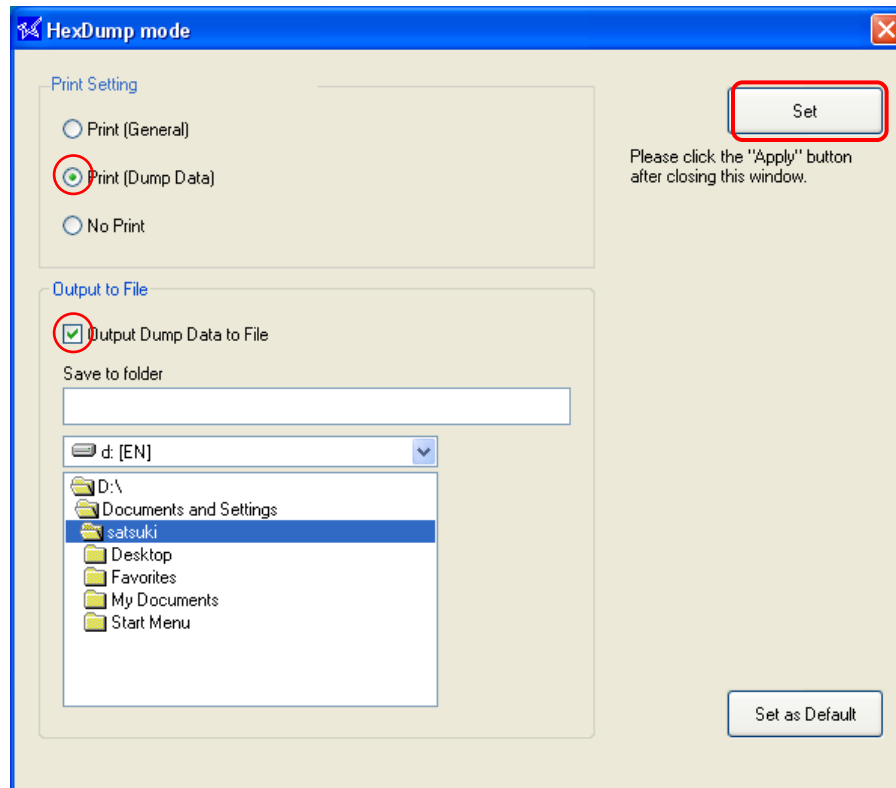 HexDump mode
Print Setting
Print (General)
Print (Dump Data)
No Print
Set
Please click the "Apply" button
after closing this window.
Output to File
Output Dump Data to File
Save to folder
d: [EN]
D:\
Documents and Settings
satsuki
Desktop
Favorites
My Documents
Start Menu
Set as Default